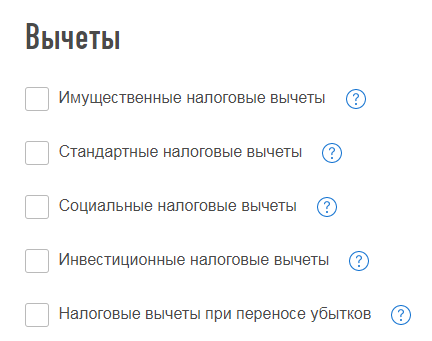 Вычеты
Имущественные налоговые вычеты ?
Стандартные налоговые вычеты ?
Социальные налоговые вычеты ?
Инвестиционные налоговые вычеты ?
Налоговые вычеты при переносе убытков ?